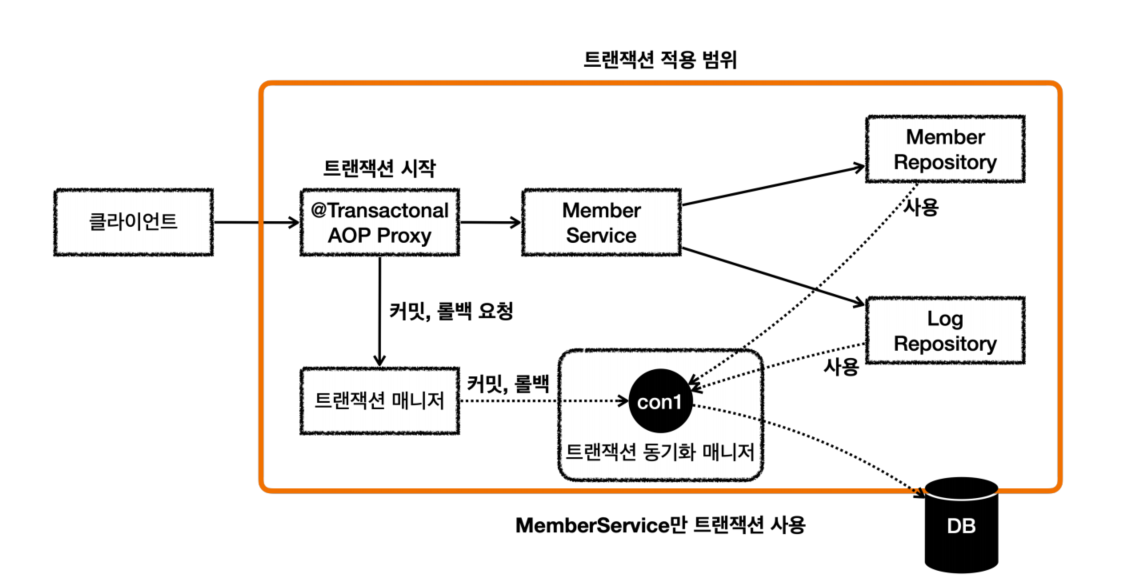 트랜잭션 적용 범위
트랜잭션 시작
클라이언트
@Transactonal
AOP Proxy
Member
Service
Member
Repository
사용
Log
Repository
사용
커밋, 롤백 요청
트랜잭션 매니저
커밋, 롤백
con1
트랜잭션 동기화 매니저
MemberService만 트랜잭션 사용
DB